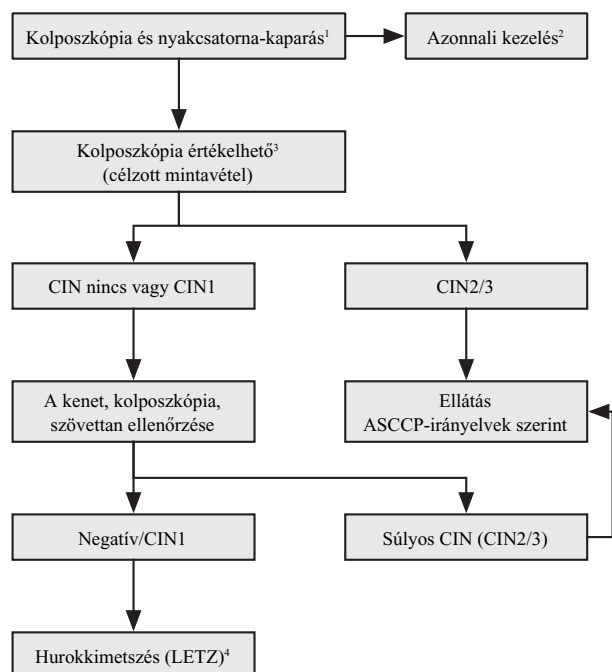 Kolposzkópia és nyakcsatorna-kaparás¹
Azonnali kezelés²
Kolposzkópia értékelhető³
(célzott mintavétel)
CIN nincs vagy CIN1
CIN2/3
A kenet, kolposzkópia,
szövettan ellenőrzése
Ellátás
ASCCP-irányelvek szerint
Negatív/CIN1
Súlyos CIN (CIN2/3)
Hurokkimetszés (LETZ)⁴